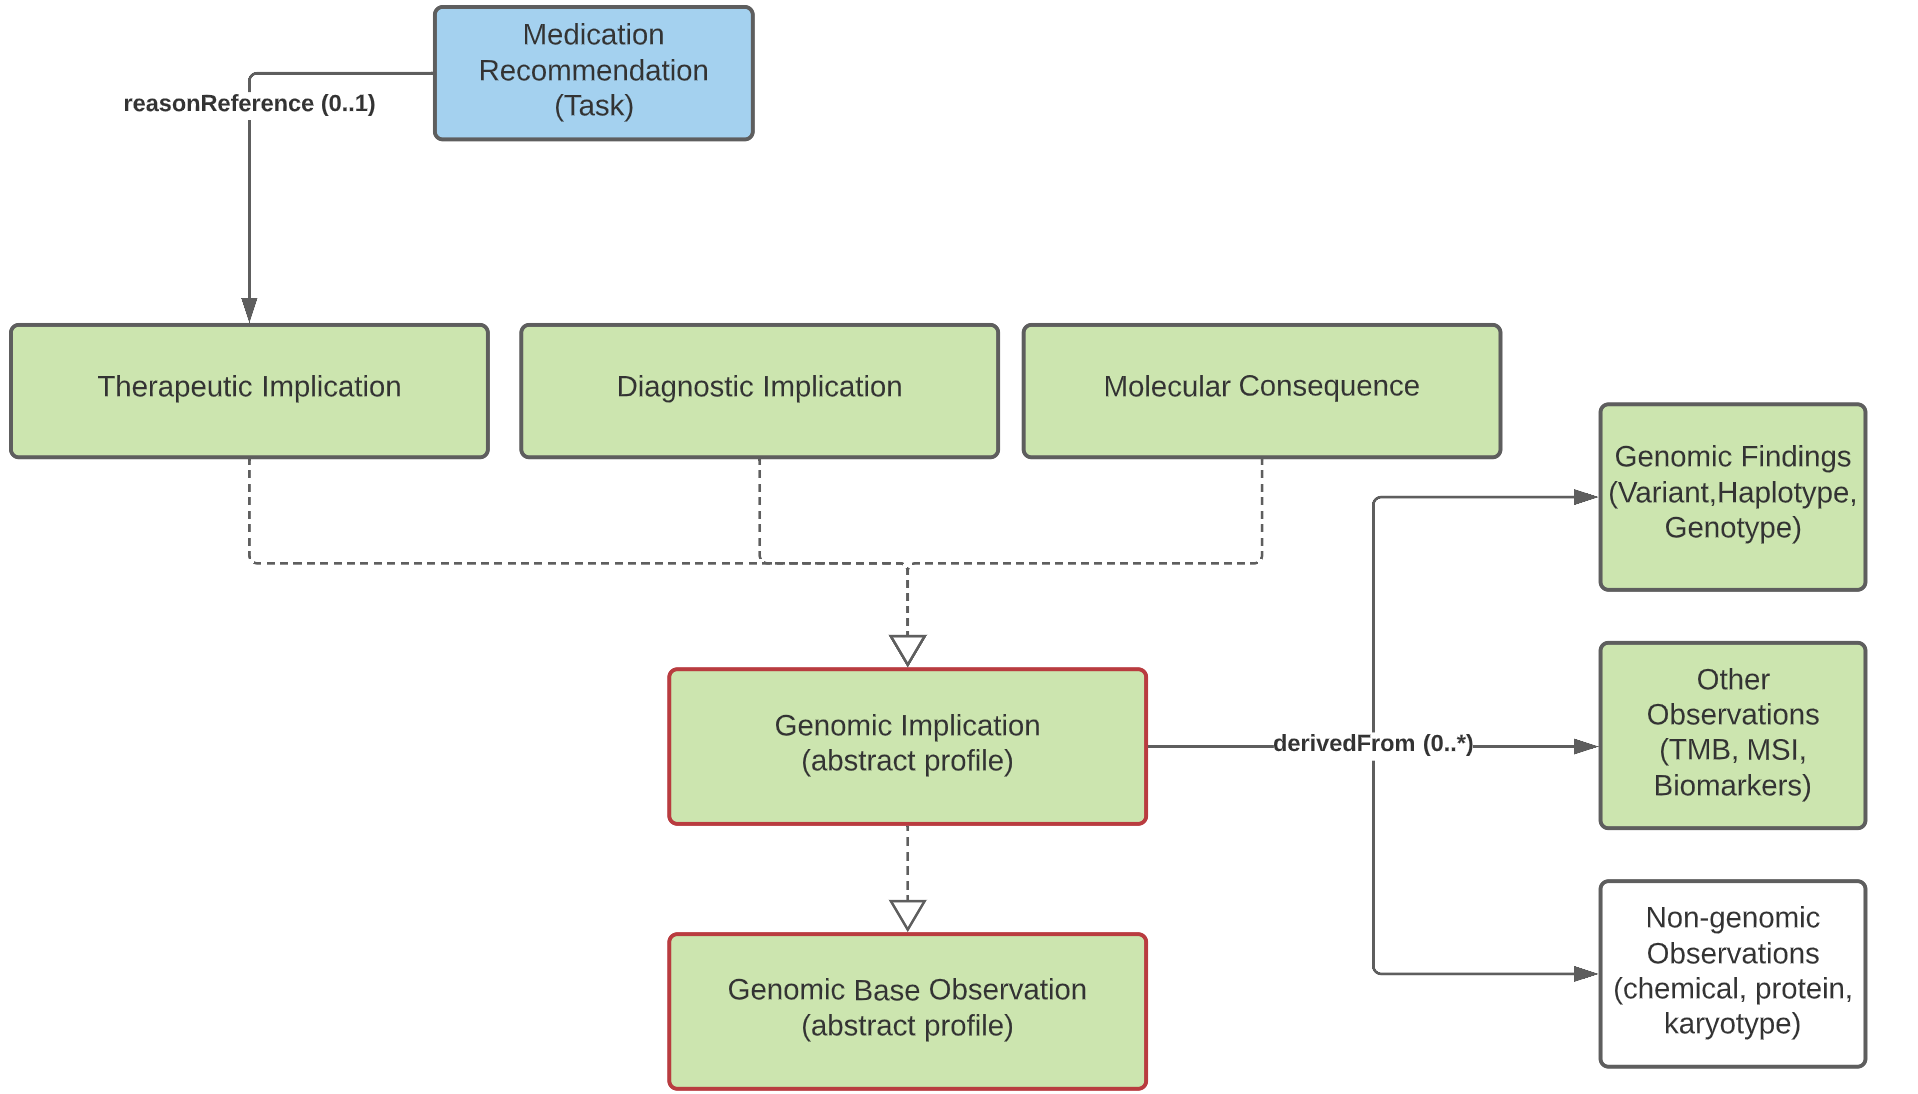 Medication
Recommendation
(Task)
reasonReference (0..1)
Therapeutic Implication
Diagnostic Implication
Molecular Consequence
Genomic Findings
(Variant,Haplotype,
Genotype)
Genomic Implication
(abstract profile)
derivedFrom (0..*)
Other
Observations
(TMB, MSI,
Biomarkers)
Genomic Base Observation
(abstract profile)
Non-genomic
Observations
(chemical, protein,
karyotype)